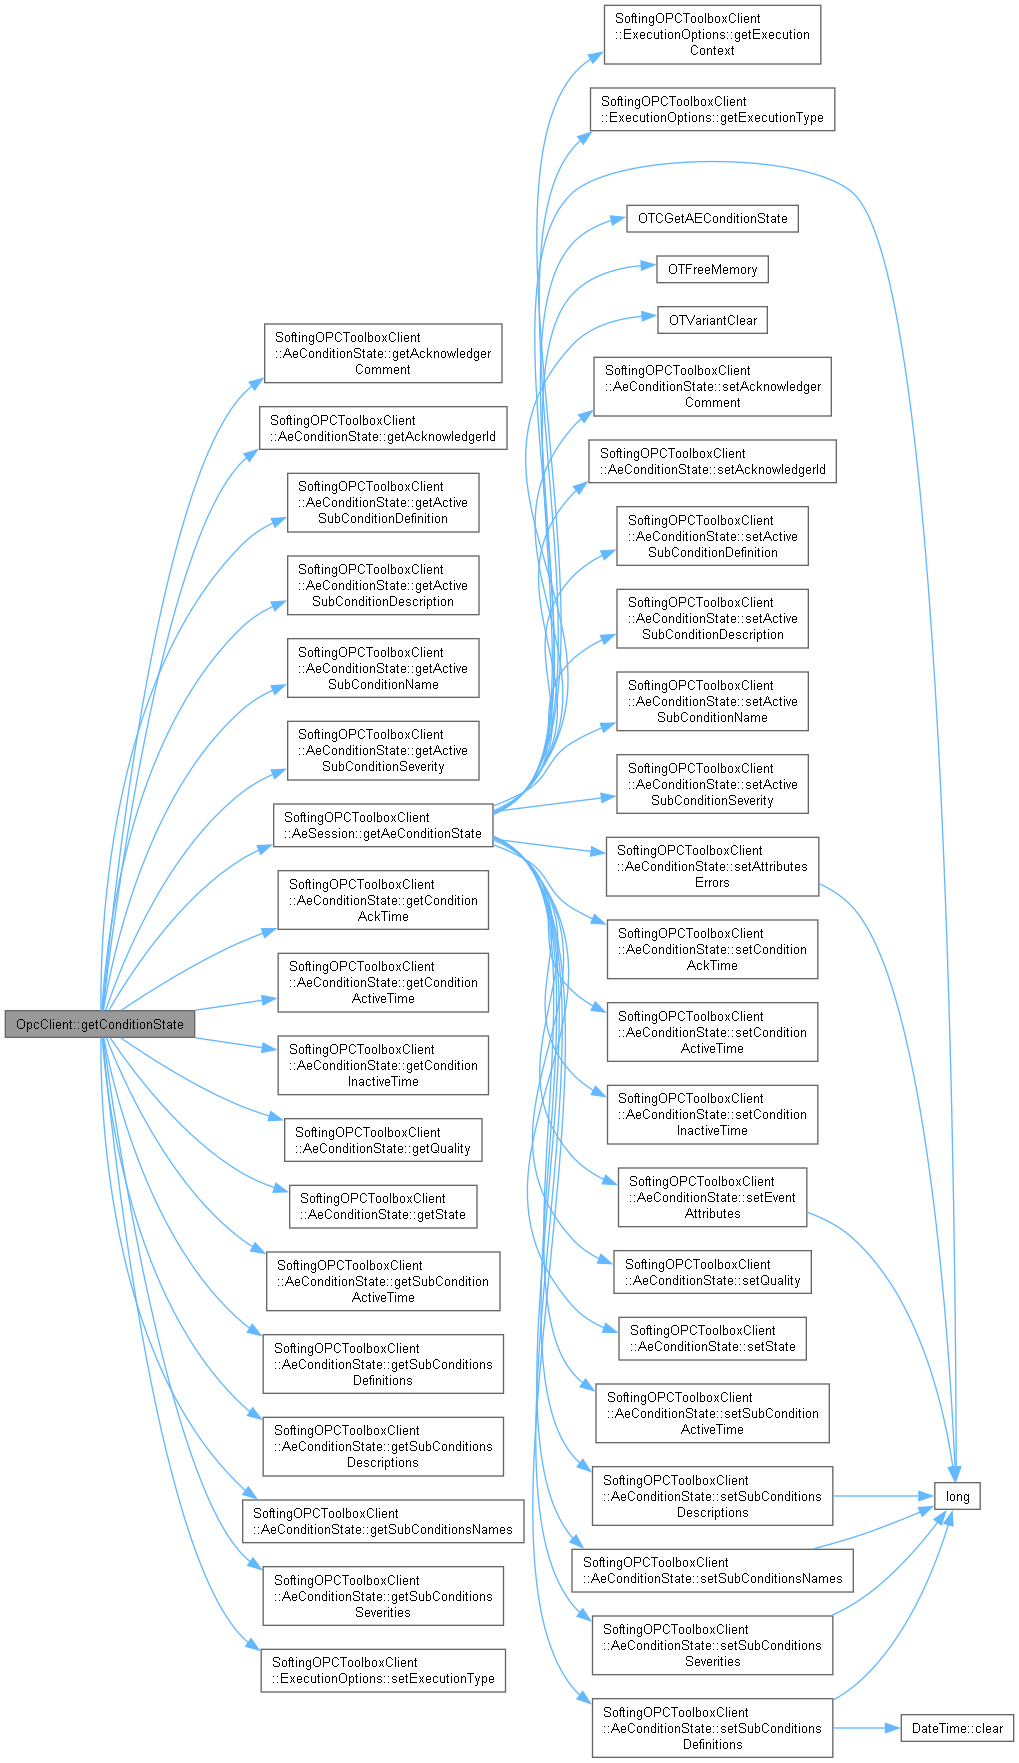 OpcClient::getConditionState
SoftingOPCToolboxClient
::AeConditionState::getAcknowledger
Comment
SoftingOPCToolboxClient
::AeConditionState::getAcknowledgerId
SoftingOPCToolboxClient
::AeConditionState::getActive
SubConditionDefinition
SoftingOPCToolboxClient
::AeConditionState::getActive
SubConditionDescription
SoftingOPCToolboxClient
::AeConditionState::getActive
SubConditionName
SoftingOPCToolboxClient
::AeConditionState::getActive
SubConditionSeverity
SoftingOPCToolboxClient
::AeSession::getAeConditionState
SoftingOPCToolboxClient
::AeConditionState::getCondition
AckTime
SoftingOPCToolboxClient
::AeConditionState::getCondition
ActiveTime
SoftingOPCToolboxClient
::AeConditionState::getCondition
InactiveTime
SoftingOPCToolboxClient
::AeConditionState::getQuality
SoftingOPCToolboxClient
::AeConditionState::getState
SoftingOPCToolboxClient
::AeConditionState::getSubCondition
ActiveTime
SoftingOPCToolboxClient
::AeConditionState::getSubConditions
Definitions
SoftingOPCToolboxClient
::AeConditionState::getSubConditions
Descriptions
SoftingOPCToolboxClient
::AeConditionState::getSubConditionsNames
SoftingOPCToolboxClient
::AeConditionState::getSubConditions
Severities
SoftingOPCToolboxClient
::ExecutionOptions::setExecutionType
SoftingOPCToolboxClient
::ExecutionOptions::getExecution
Context
SoftingOPCToolboxClient
::ExecutionOptions::getExecutionType
OTCGetAEConditionState
OTFreeMemory
OTVariantClear
SoftingOPCToolboxClient
::AeConditionState::setAcknowledger
Comment
SoftingOPCToolboxClient
::AeConditionState::setAcknowledgerId
SoftingOPCToolboxClient
::AeConditionState::setActive
SubConditionDefinition
SoftingOPCToolboxClient
::AeConditionState::setActive
SubConditionDescription
SoftingOPCToolboxClient
::AeConditionState::setActive
SubConditionName
SoftingOPCToolboxClient
::AeConditionState::setActive
SubConditionSeverity
SoftingOPCToolboxClient
::AeConditionState::setAttributes
Errors
SoftingOPCToolboxClient
::AeConditionState::setCondition
AckTime
SoftingOPCToolboxClient
::AeConditionState::setCondition
ActiveTime
SoftingOPCToolboxClient
::AeConditionState::setCondition
InactiveTime
SoftingOPCToolboxClient
::AeConditionState::setEvent
Attributes
SoftingOPCToolboxClient
::AeConditionState::setQuality
SoftingOPCToolboxClient
::AeConditionState::setState
SoftingOPCToolboxClient
::AeConditionState::setSubCondition
ActiveTime
SoftingOPCToolboxClient
::AeConditionState::setSubConditions
Descriptions
SoftingOPCToolboxClient
::AeConditionState::setSubConditionsNames
SoftingOPCToolboxClient
::AeConditionState::setSubConditions
Severities
SoftingOPCToolboxClient
::AeConditionState::setSubConditions
Definitions
long
DateTime::clear